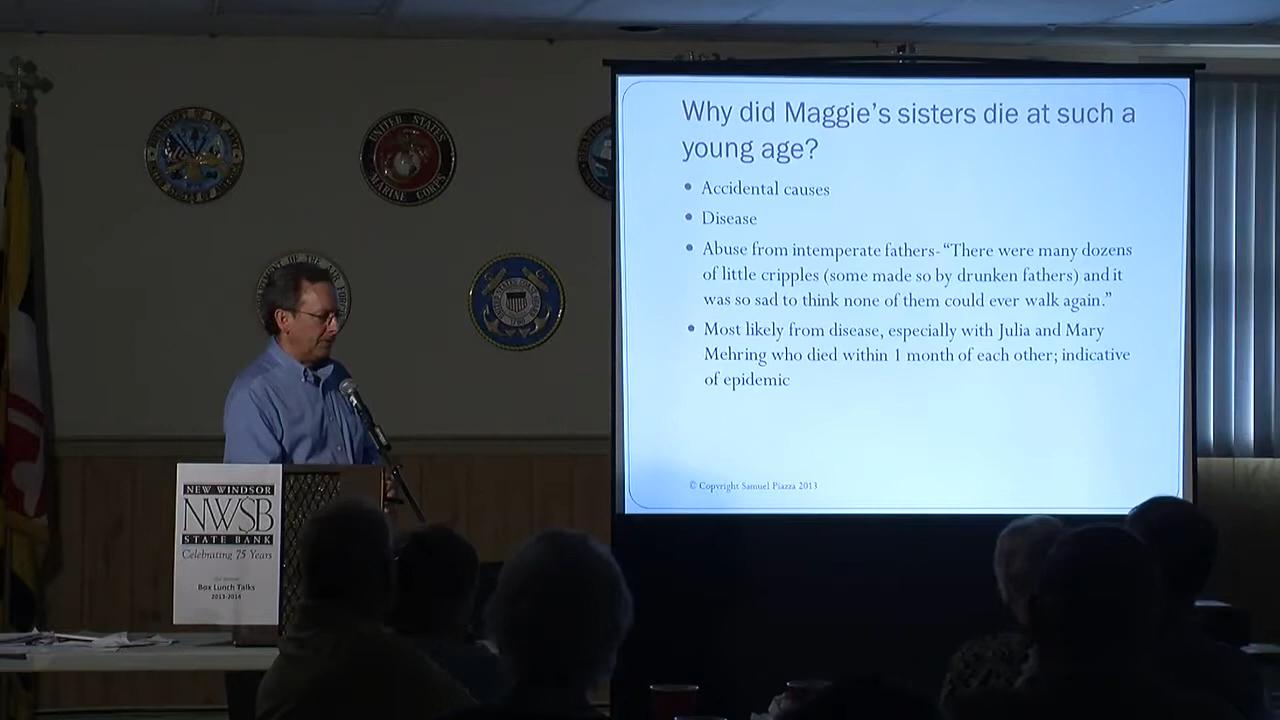 Why did Maggie's sisters die at such a
young age?
Accidental causes
Disease
Abuse from intemperate fathers- “There were many dozens
of little cripples (some made so by drunken fathers) and it
was so sad to think none of them could ever walk again.”
Most likely from disease, especially with Julia and Mary
Mehring who died within 1 month of each other; indicative
of epidemic
© Copyright Samuel Piazza 2013
UNITED STATES
MARINE CORPS
NEW WINDSOR
NWSB
STATE BANK
Celebrating 75 Years
Box Lunch Talks
2013-2014